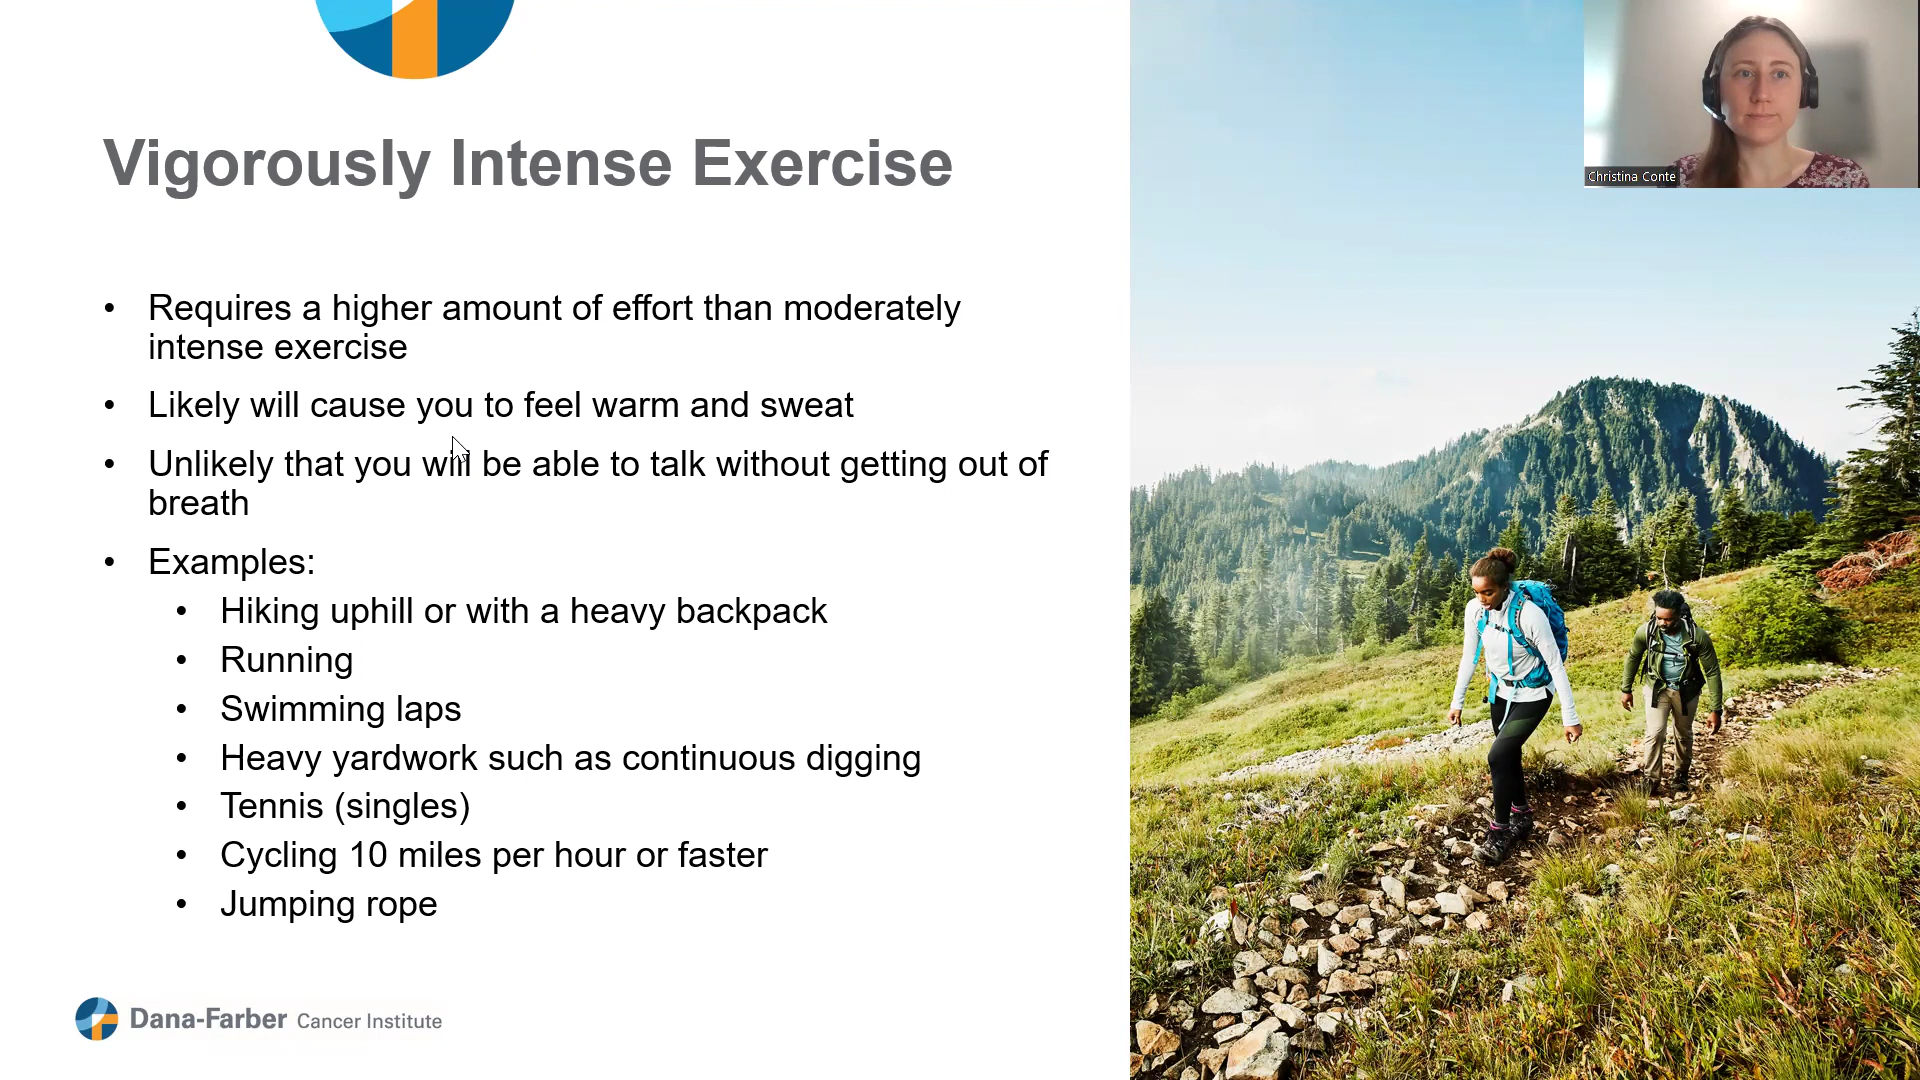 Christina Conte
Vigorously Intense Exercise
• Requires a higher amount of effort than moderately
intense exercise
• Likely will cause you to feel warm and sweat
• Unlikely that you will be able to talk without getting out of
breath
• Examples:
• Hiking uphill or with a heavy backpack
• Running
• Swimming laps
• Heavy yardwork such as continuous digging
• Tennis (singles)
• Cycling 10 miles per hour or faster
• Jumping rope
Dana-Farber Cancer Institute